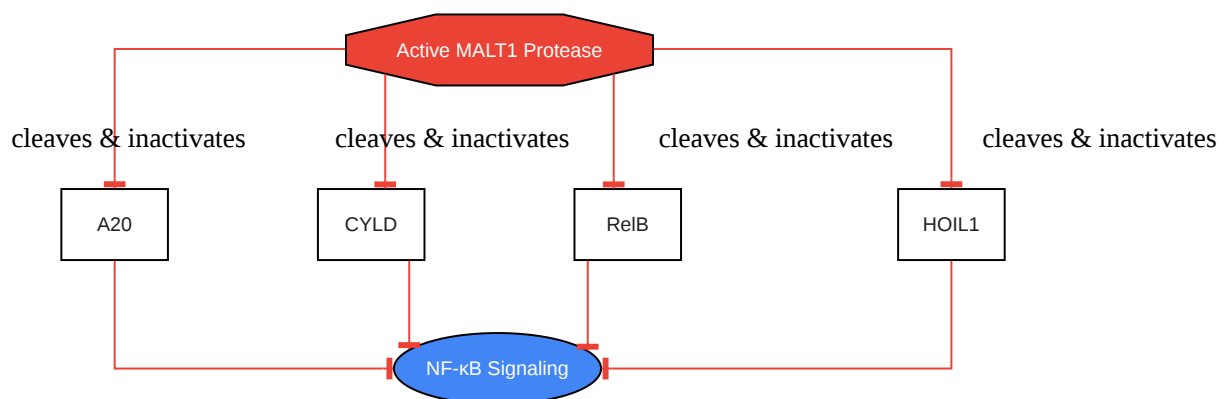 Active MALT1 Protease
cleaves & inactivates
cleaves & inactivates
cleaves & inactivates
cleaves & inactivates
A20
CYLD
RelB
HOIL1
NF-κB Signaling